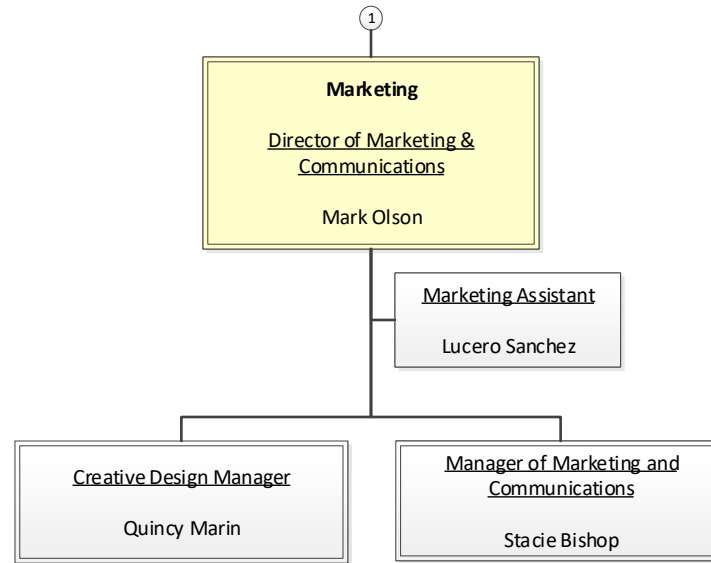 1
Marketing
Director of Marketing &
Communications
Mark Olson
Marketing Assistant
Lucero Sanchez
Creative Design Manager
Quincy Marin
Manager of Marketing and
Communications
Stacie Bishop